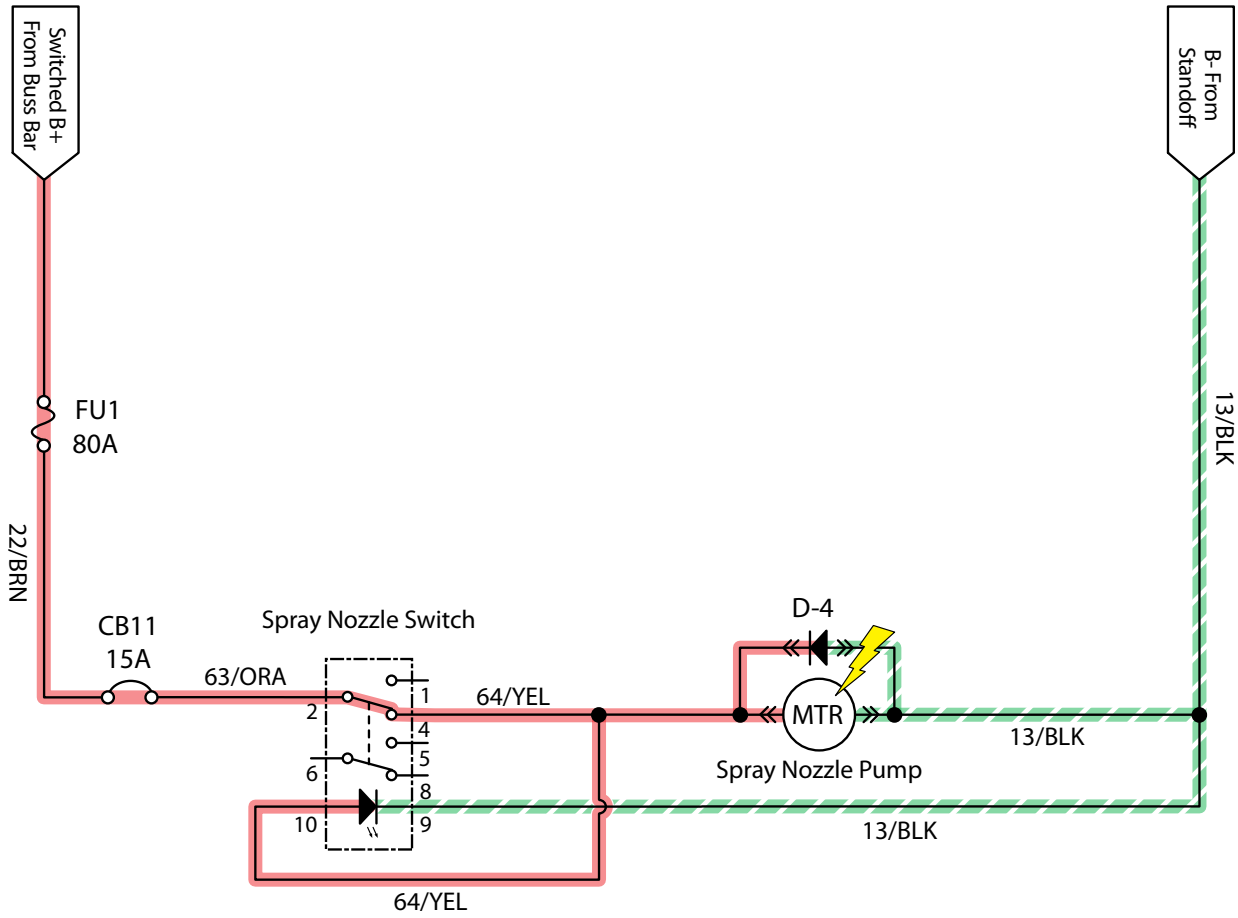 Switched B+
From Buss Bar
B- From
Standoff
FU1
80A
13/BLK
22/BRN
CB11
15A
Spray Nozzle Switch
D-4
63/ORA
1
2
64/YEL
MTR
4
13/BLK
5
6
Spray Nozzle Pump
8
10
9
13/BLK
64/YEL